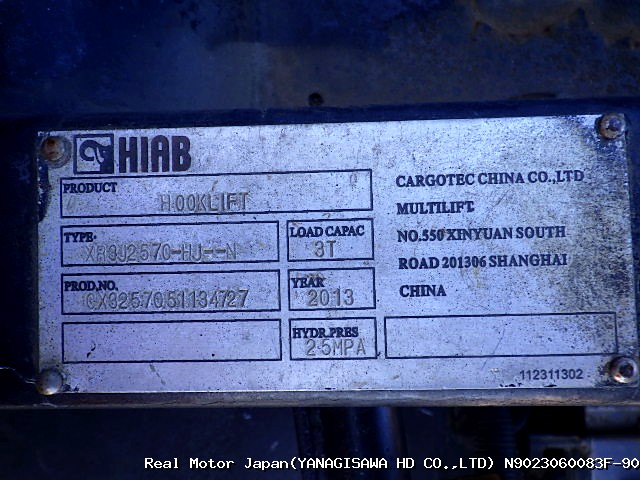 HIAB
PRODUCT
HOOKLIFT
TYPE
LOAD CAPAC
3T
PROD,NO.
YEAR
2013
HYDR.PRES
25MPA
CARGOTEC CHINA CO.,LTD
MULTILIFT.
NO.550 XINYUAN SOUTH
ROAD 201306 SHANGHAI
CHINA
112311302
Real Motor Japan(YANAGISAWA HD CO.,LTD) N9023060083F-90